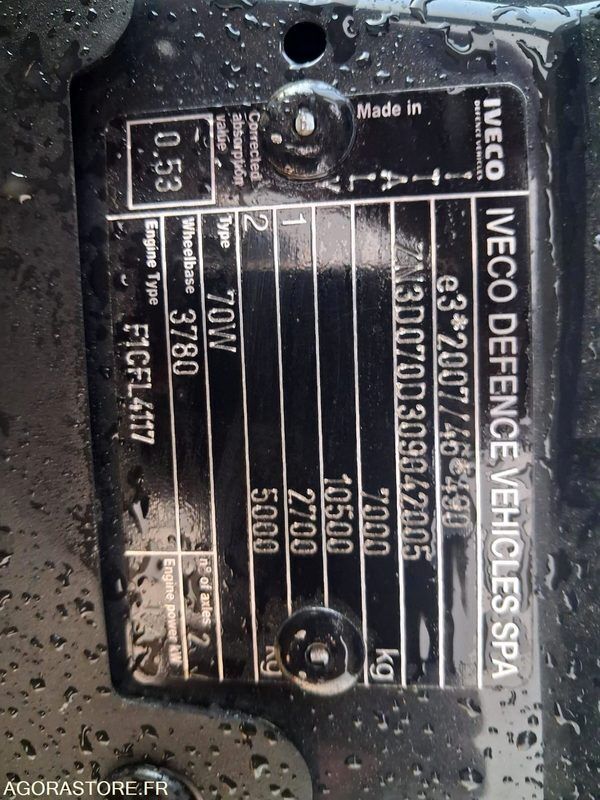 IVECO
DEFENCE VEHICLES
IVECO DEFENCE VEHICLES SPA
Made in
I T A L Y
e3*2007/46*490
ZN3D070D309042005
7000 kg
10500
1 2700
2 5000 kg
Corrected absorption value
0.53
Type 70W
Wheelbase 3780
n° of axles 2
Engine Type F1CFL4117
Engine power kW
AGORASTORE.FR